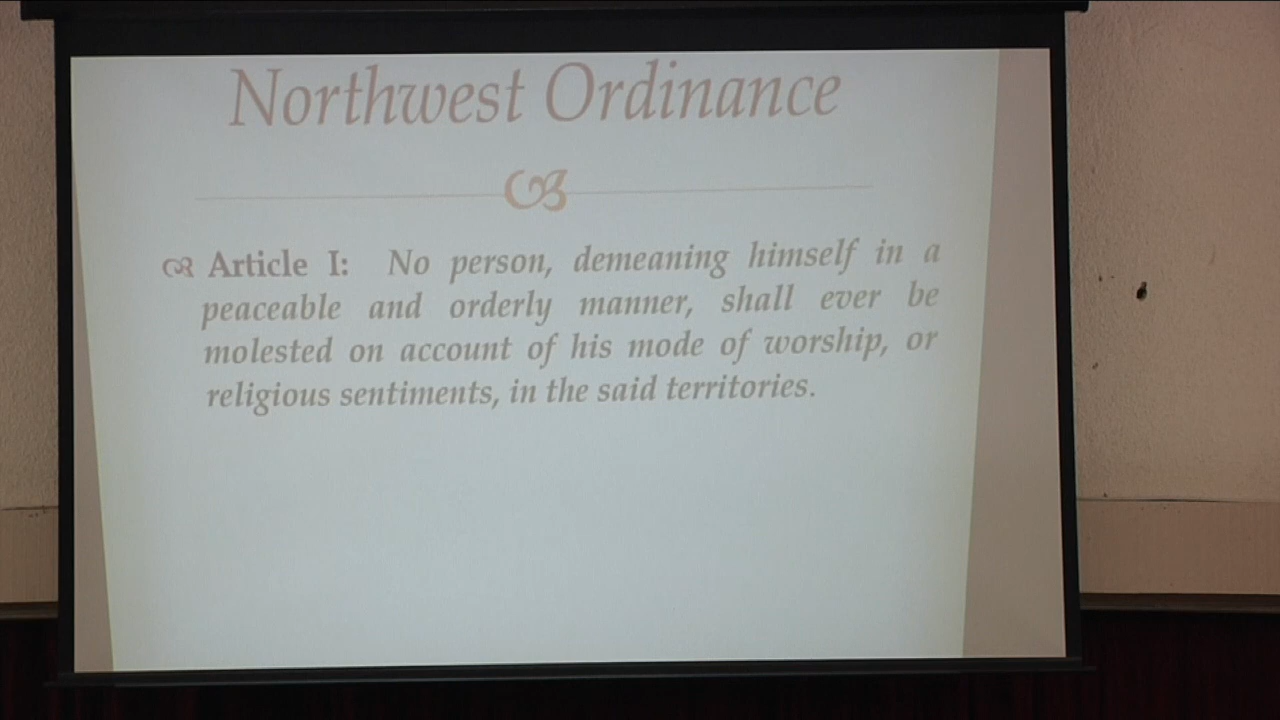 Northwest Ordinance
Article I: No person, demeaning himself in a
peaceable and orderly manner, shall ever be
molested on account of his mode of worship, or
religious sentiments, in the said territories.